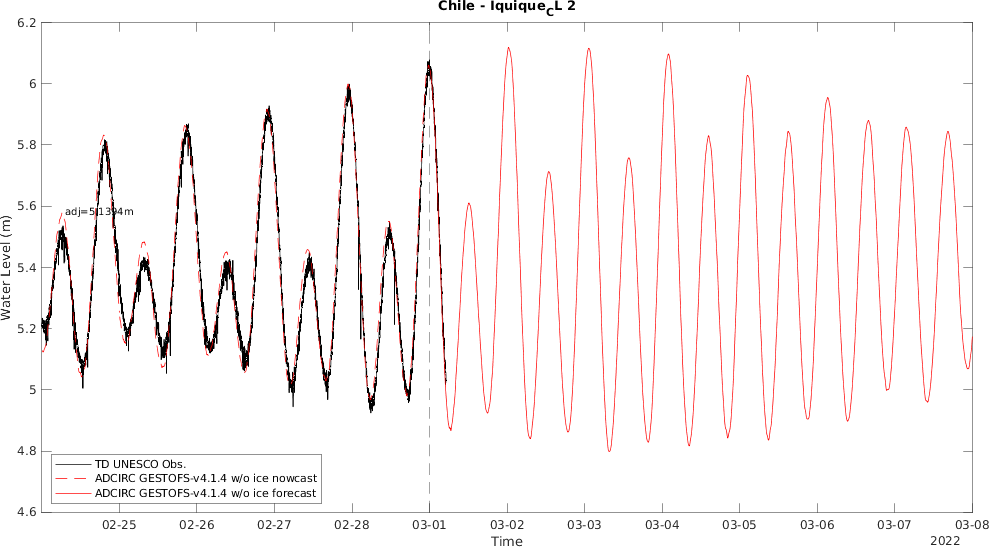 Chile - Iquique_CL 2
6.2
6
5.8
5.6
5.4
5.2
5
4.8
4.6
Water Level (m)
adj=5.1394m
TD UNESCO Obs.
ADCIRC GESTOFS-v4.1.4 w/o ice nowcast
ADCIRC GESTOFS-v4.1.4 w/o ice forecast
02-25 02-26 02-27 02-28 03-01 03-02 03-03 03-04 03-05 03-06 03-07 03-08
Time
2022